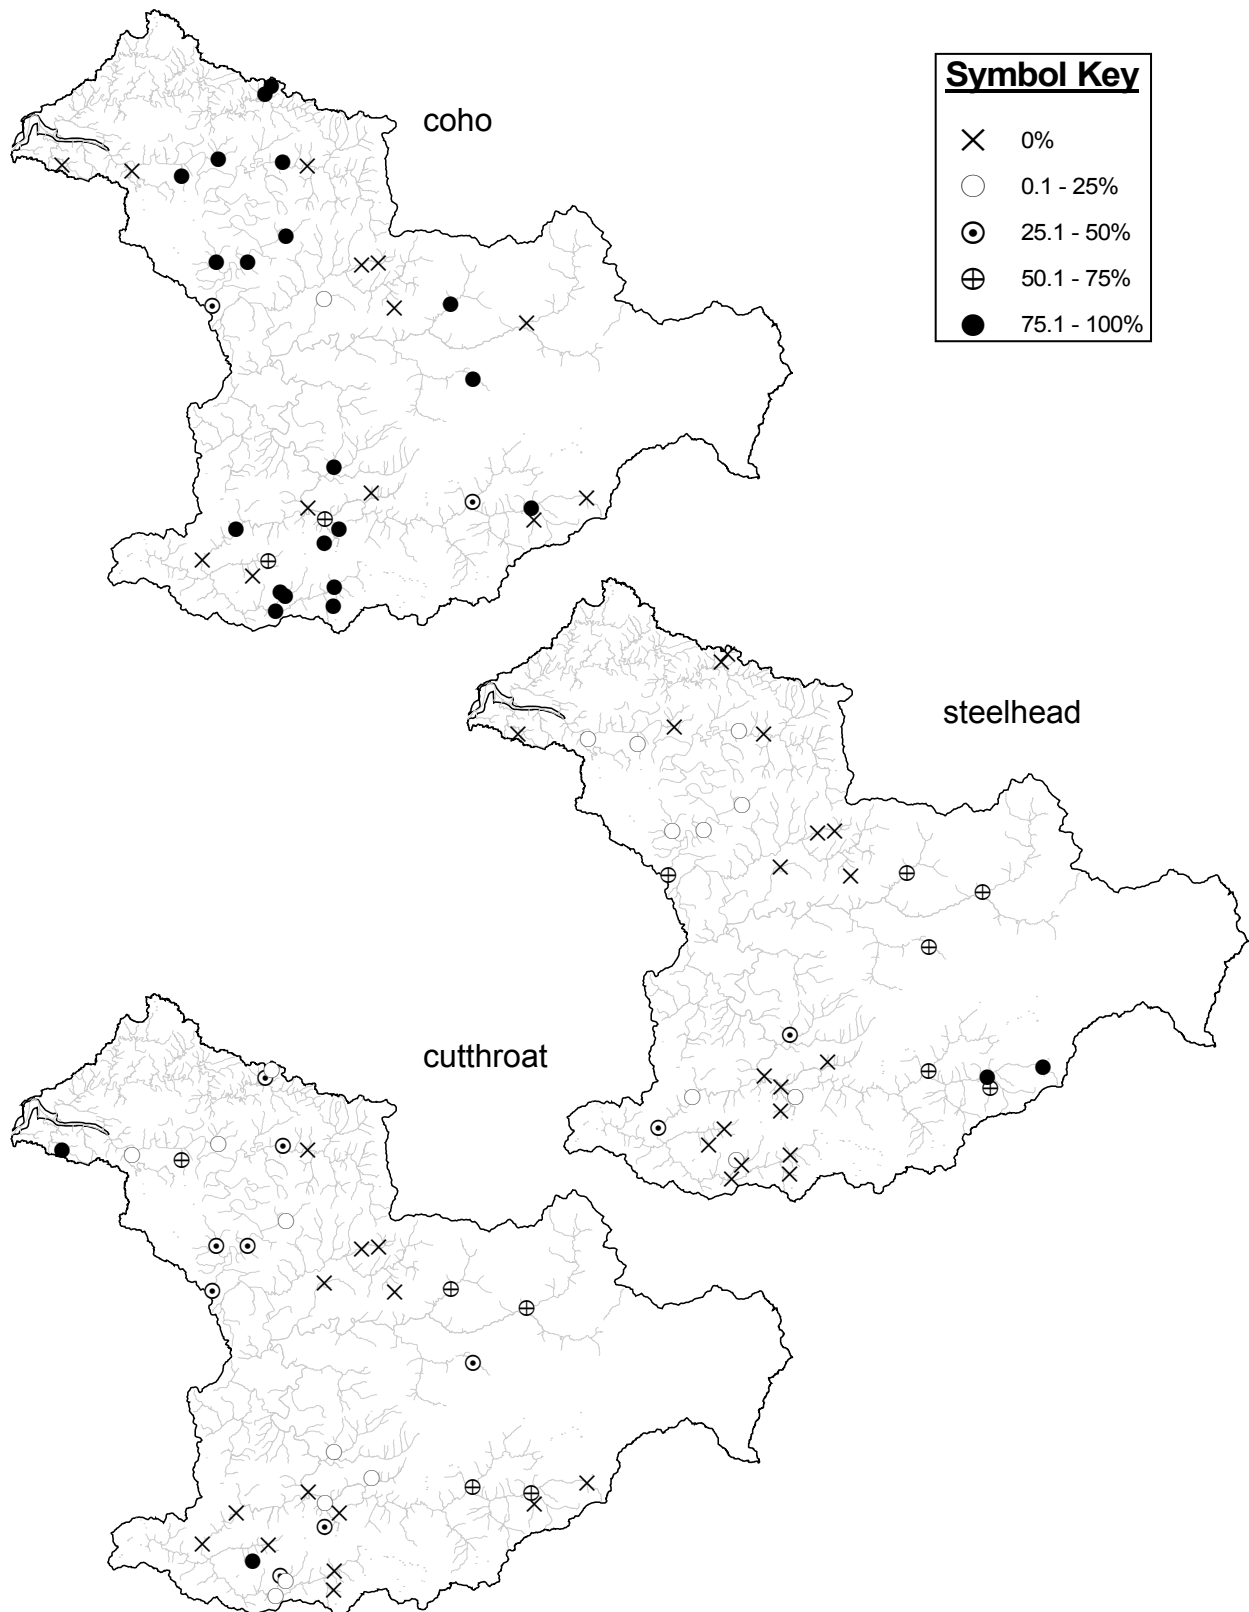 Symbol Key
coho
0%
0.1 - 25%
25.1 - 50%
50.1 - 75%
75.1 - 100%
steelhead
cutthroat